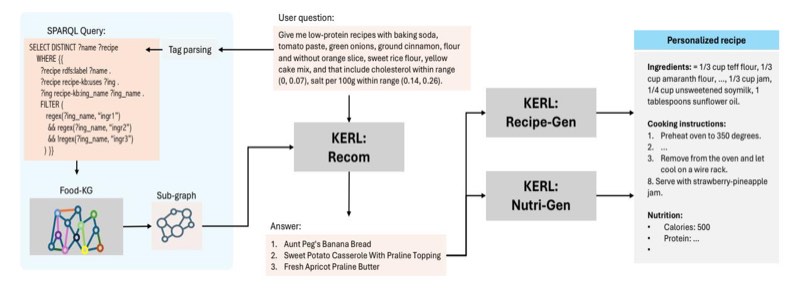 SPARQL Query:
SELECT DISTINCT ?name ?recipe
WHERE {{
?recipe rdfs:label ?name .
?recipe recipe-kb:uses ?ing .
?ing recipe-kb:ing_name ?ing_name .
FILTER (
regex(?ing_name, "ingr1")
&& regex(?ing_name, "ingr2")
&& !regex(?ing_name, "ingr3")
) }}
Tag parsing
Food-KG
Sub-graph
User question:
Give me low-protein recipes with baking soda,
tomato paste, green onions, ground cinnamon, flour
and without orange slice, sweet rice flour, yellow
cake mix, and that include cholesterol within range
(0, 0.07), salt per 100g within range (0.14, 0.26).
KERL:
Recom
Answer:
1. Aunt Peg's Banana Bread
2. Sweet Potato Casserole With Praline Topping
3. Fresh Apricot Praline Butter
KERL:
Recipe-Gen
KERL:
Nutri-Gen
Personalized recipe
Ingredients: = 1/3 cup teff flour, 1/3
cup amaranth flour, ..., 1/3 cup jam,
1/4 cup unsweetened soymilk, 1
tablespoons sunflower oil.
Cooking instructions:
1. Preheat oven to 350 degrees.
2. ...
3. Remove from the oven and let
cool on a wire rack.
8. Serve with strawberry-pineapple
jam.
Nutrition:
• Calories: 500
• Protein: ...
•